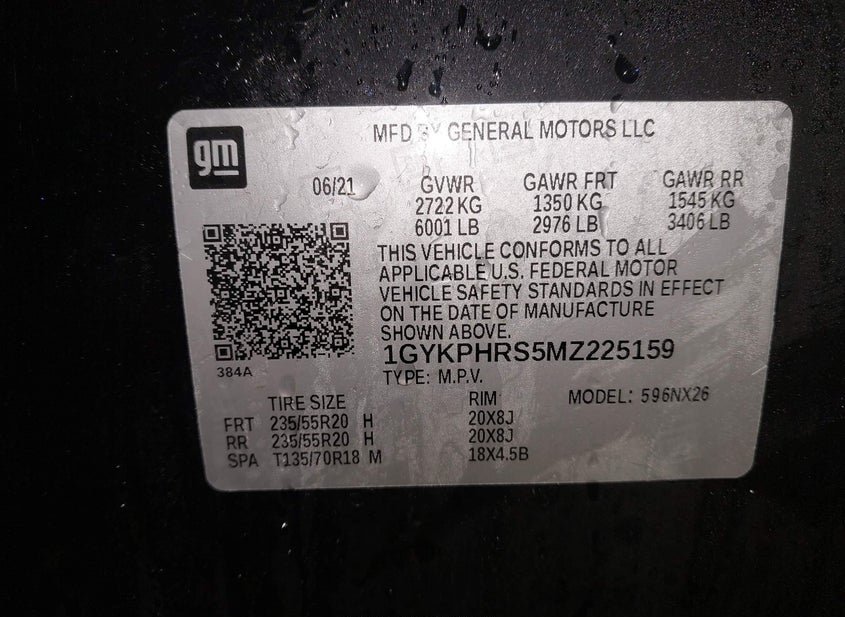 gm
MFD BY GENERAL MOTORS LLC
06/21 GVWR GAWR FRT GAWR RR
2722 KG 1350 KG 1545 KG
6001 LB 2976 LB 3406 LB
THIS VEHICLE CONFORMS TO ALL
APPLICABLE U.S. FEDERAL MOTOR
VEHICLE SAFETY STANDARDS IN EFFECT
ON THE DATE OF MANUFACTURE
SHOWN ABOVE.
1GYKPHRS5MZ225159
384A
TYPE: M.P.V.
TIRE SIZE RIM MODEL: 596NX26
FRT 235/55R20 H 20X8J
RR 235/55R20 H 20X8J
SPA T135/70R18 M 18X4.5B